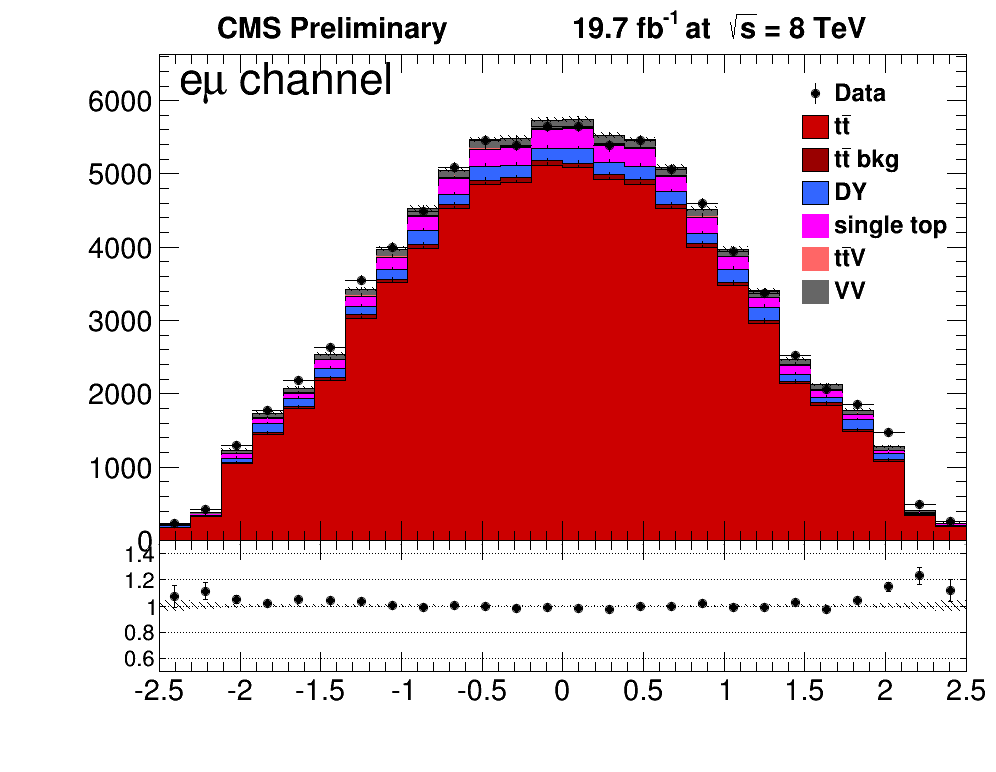 CMS Preliminary 19.7 fb⁻¹ at √s = 8 TeV
eμ channel
Data
tt̄
tt̄ bkg
DY
single top
tt̄V
VV
6000
5000
4000
3000
2000
1000
0
1.4
1.2
1
0.8
0.6
-2.5 -2 -1.5 -1 -0.5 0 0.5 1 1.5 2 2.5